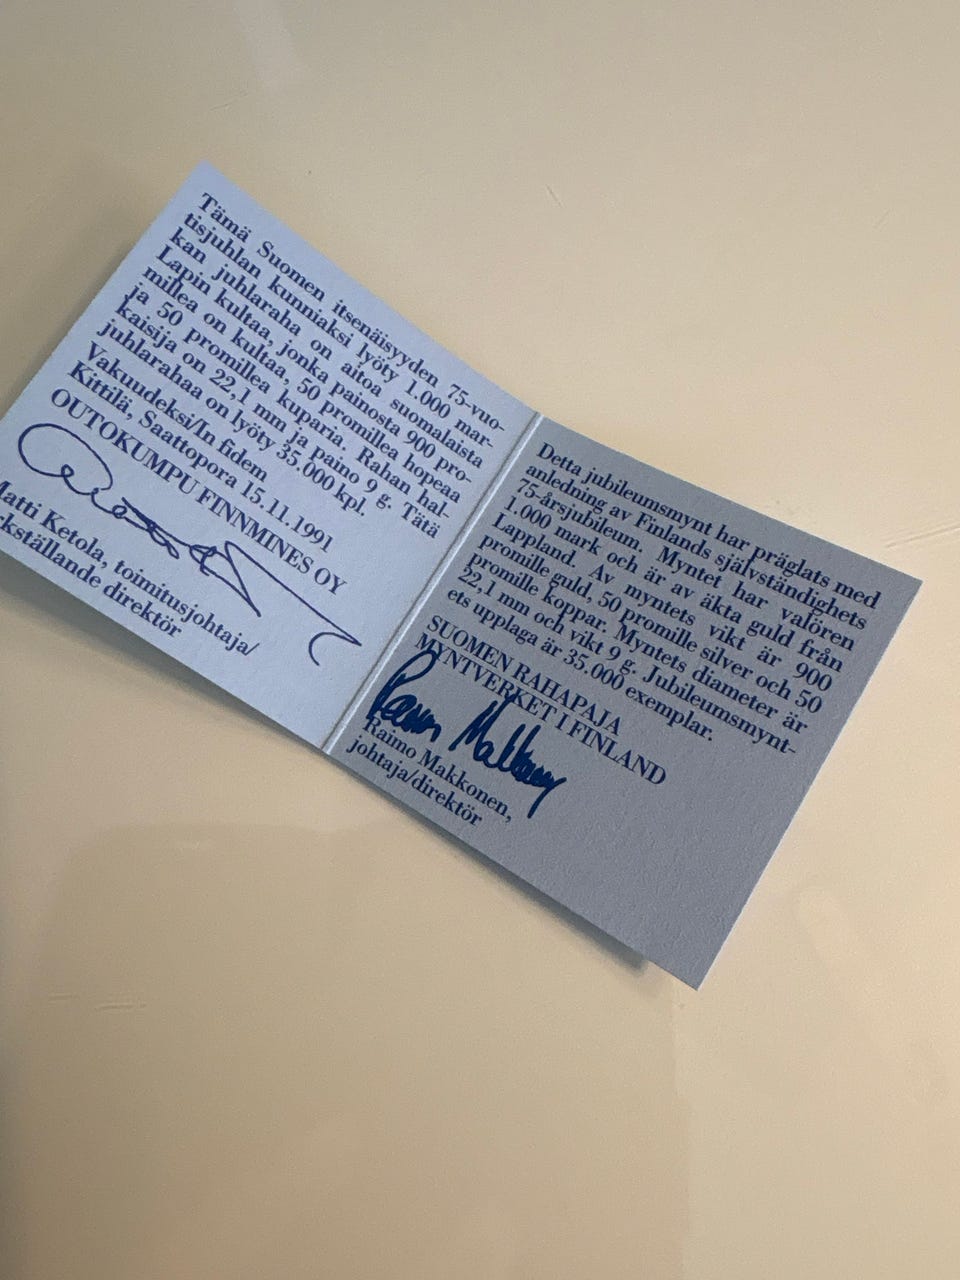 Tämä Suomen itsenäisyyden 75-vuo-
tisjuhlan kunniaksi lyöty 1.000 mar-
kan juhlaraha on aitoa suomalaista
Lapin kultaa, jonka painosta 900 pro-
millea on kultaa, 50 promillea hopeaa
ja 50 promillea kuparia. Rahan hal-
kaisija on 22,1 mm ja paino 9 g. Tätä
juhlarahaa on lyöty 35.000 kpl.
Vakuudeksi/In fidem
Kittilä, Saattopora 15.11.1991
OUTOKUMPU FINNMINES OY
Matti Ketola, toimitusjohtaja/
rkställande direktör
Detta jubileumsmynt har präglats med
anledning av Finlands självständighets
75-årsjubileum. Myntet har valören
1.000 mark och är av äkta guld från
Lappland. Av myntets vikt är 900
promille guld, 50 promille silver och 50
promille koppar. Myntets diameter är
22,1 mm och vikt 9 g. Jubileumsmynt-
ets upplaga är 35.000 exemplar.
SUOMEN RAHAPAJA
MYNTVERKET I FINLAND
Raimo Makkonen
Raimo Makkonen,
johtaja/direktör